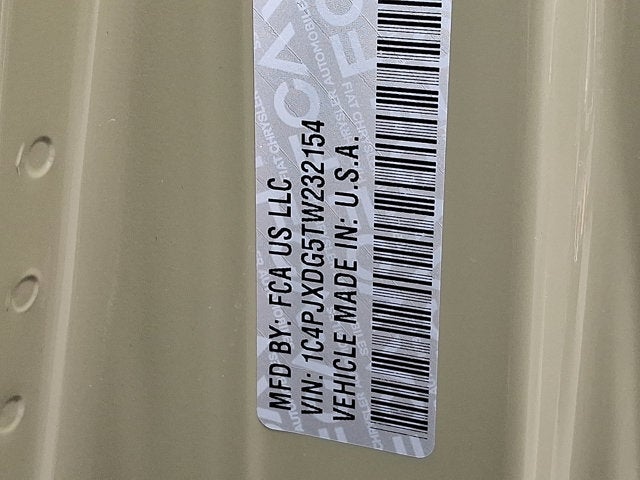 MFD BY: FCA US LLC
VIN: 1C4PJXDG5TW232154
VEHICLE MADE IN: U.S.A.